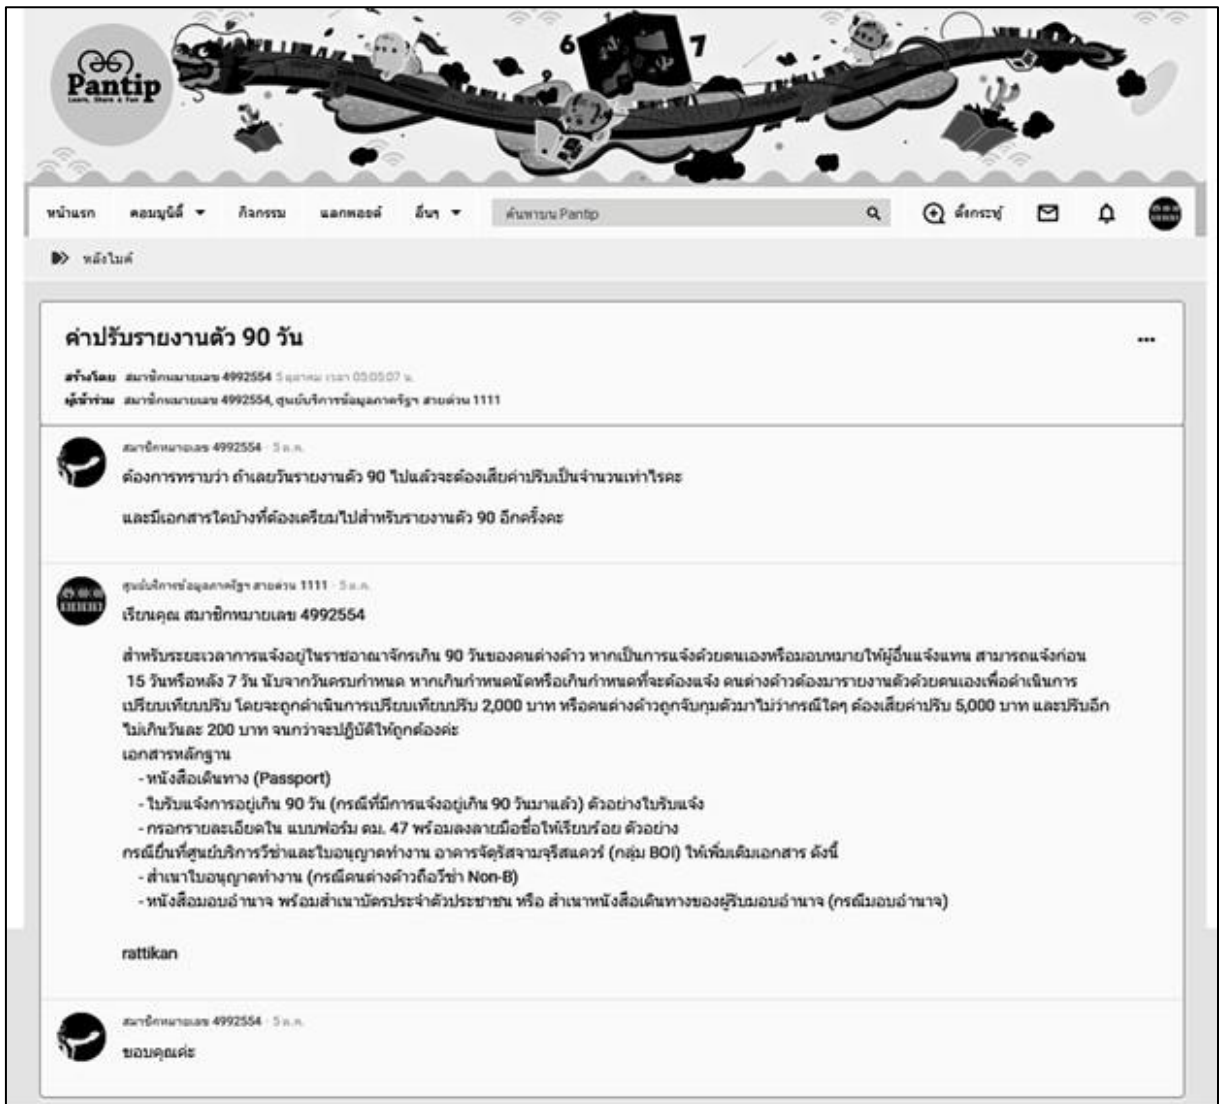 Pantip
Learn, Share & Fun
6
7
9
หน้าแรก คอมมูนิตี้ กิจกรรม แลกพอยต์ อื่นๆ ค้นหาบน Pantip ตั้งกระทู้
หลังไมค์
ค่าปรับรายงานตัว 90 วัน
สร้างโดย สมาชิกหมายเลข 4992554 5 ตุลาคม เวลา 05:05:07 น.
ผู้เข้าร่วม สมาชิกหมายเลข 4992554, ศูนย์บริการข้อมูลภาครัฐฯ สายด่วน 1111
สมาชิกหมายเลข 4992554 · 5 ต.ค.
ต้องการทราบว่า ถ้าเลยวันรายงานตัว 90 ไปแล้วจะต้องเสียค่าปรับเป็นจำนวนเท่าไรคะ
และมีเอกสารใดบ้างที่ต้องเตรียมไปสำหรับรายงานตัว 90 อีกครั้งคะ
ศูนย์บริการข้อมูลภาครัฐฯ สายด่วน 1111 · 5 ต.ค.
เรียนคุณ สมาชิกหมายเลข 4992554
สำหรับระยะเวลาการแจ้งอยู่ในราชอาณาจักรเกิน 90 วันของคนต่างด้าว หากเป็นการแจ้งด้วยตนเองหรือมอบหมายให้ผู้อื่นแจ้งแทน สามารถแจ้งก่อน
15 วันหรือหลัง 7 วัน นับจากวันครบกำหนด หากเกินกำหนดนัดหรือเกินกำหนดที่จะต้องแจ้ง คนต่างด้าวต้องมารายงานตัวด้วยตนเองเพื่อดำเนินการ
เปรียบเทียบปรับ โดยจะถูกดำเนินการเปรียบเทียบปรับ 2,000 บาท หรือคนต่างด้าวถูกจับกุมตัวมาไม่ว่ากรณีใดๆ ต้องเสียค่าปรับ 5,000 บาท และปรับอีก
ไม่เกินวันละ 200 บาท จนกว่าจะปฏิบัติให้ถูกต้องค่ะ
เอกสารหลักฐาน
- หนังสือเดินทาง (Passport)
- ใบรับแจ้งการอยู่เกิน 90 วัน (กรณีที่มีการแจ้งอยู่เกิน 90 วันมาแล้ว) ตัวอย่างใบรับแจ้ง
- กรอกรายละเอียดใน แบบฟอร์ม ตม. 47 พร้อมลงลายมือชื่อให้เรียบร้อย ตัวอย่าง
กรณียื่นที่ศูนย์บริการวีซ่าและใบอนุญาตทำงาน อาคารจัตุรัสจามจุรีสแควร์ (กลุ่ม BOI) ให้เพิ่มเติมเอกสาร ดังนี้
- สำเนาใบอนุญาตทำงาน (กรณีคนต่างด้าวถือวีซ่า Non-B)
- หนังสือมอบอำนาจ พร้อมสำเนาบัตรประจำตัวประชาชน หรือ สำเนาหนังสือเดินทางของผู้รับมอบอำนาจ (กรณีมอบอำนาจ)
rattikan
สมาชิกหมายเลข 4992554 · 5 ต.ค.
ขอบคุณค่ะ